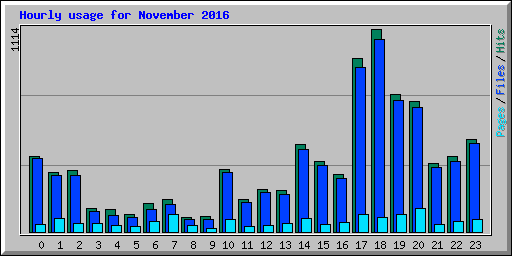 Hourly usage for November 2016
1114
Pages/Files/Hits
0 1 2 3 4 5 6 7 8 9 10 11 12 13 14 15 16 17 18 19 20 21 22 23